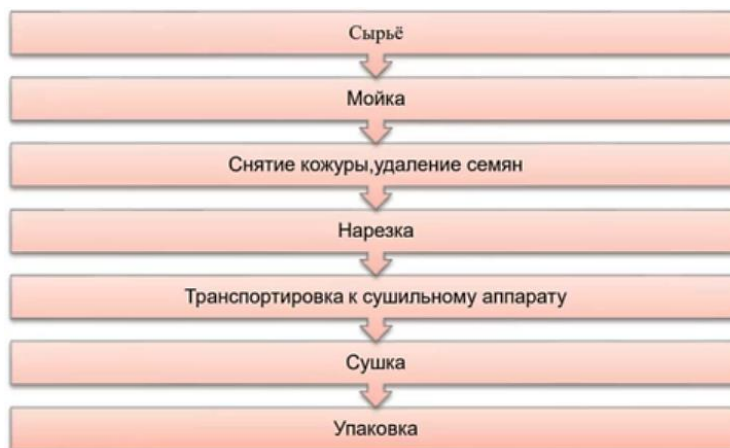 Сырьё
Мойка
Снятие кожуры,удаление семян
Нарезка
Транспортировка к сушильному аппарату
Сушка
Упаковка